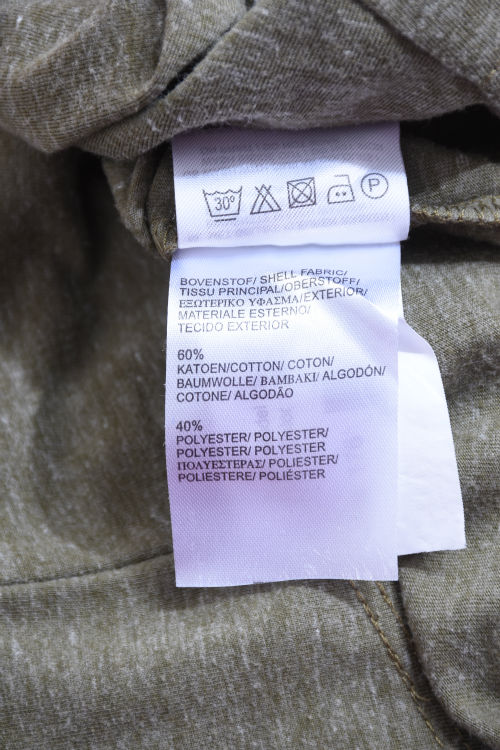 30°
P
BOVENSTOF/ SHELL FABRIC/
TISSU PRINCIPAL/OBERSTOFF/
ΕΞΩΤΕΡΙΚΟ ΥΦΑΣΜΑ/EXTERIOR/
MATERIALE ESTERNO/
TECIDO EXTERIOR
60%
KATOEN/COTTON/ COTON/
BAUMWOLLE/ ΒΑΜΒΑΚΙ/ ALGODÓN/
COTONE/ ALGODÃO
40%
POLYESTER/ POLYESTER/
POLYESTER/ POLYESTER/
ΠΟΛΥΕΣΤΕΡΑΣ/ POLIESTER/
POLIESTERE/ POLIÉSTER